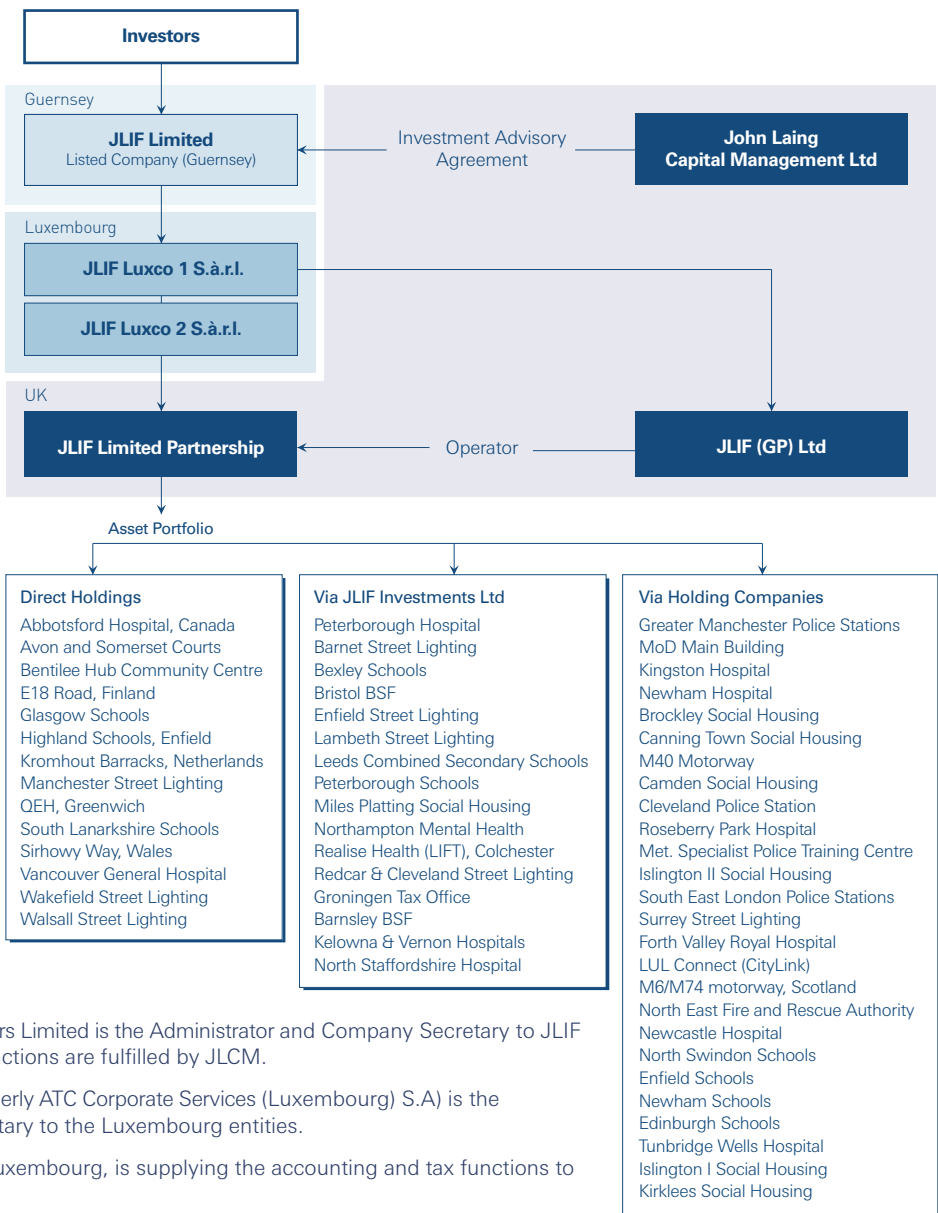 Investors
Guernsey
JLIF Limited
Listed Company (Guernsey)
Investment Advisory
Agreement
John Laing
Capital Management Ltd
Luxembourg
JLIF Luxco 1 S.à.r.l.
JLIF Luxco 2 S.à.r.l.
UK
JLIF Limited Partnership
Operator
JLIF (GP) Ltd
Asset Portfolio
Direct Holdings
Abbotsford Hospital, Canada
Avon and Somerset Courts
Bentilee Hub Community Centre
E18 Road, Finland
Glasgow Schools
Highland Schools, Enfield
Kromhout Barracks, Netherlands
Manchester Street Lighting
QEH, Greenwich
South Lanarkshire Schools
Sirhowy Way, Wales
Vancouver General Hospital
Wakefield Street Lighting
Walsall Street Lighting
Via JLIF Investments Ltd
Peterborough Hospital
Barnet Street Lighting
Bexley Schools
Bristol BSF
Enfield Street Lighting
Lambeth Street Lighting
Leeds Combined Secondary Schools
Peterborough Schools
Miles Platting Social Housing
Northampton Mental Health
Realise Health (LIFT), Colchester
Redcar & Cleveland Street Lighting
Groningen Tax Office
Barnsley BSF
Kelowna & Vernon Hospitals
North Staffordshire Hospital
Via Holding Companies
Greater Manchester Police Stations
MoD Main Building
Kingston Hospital
Newham Hospital
Brockley Social Housing
Canning Town Social Housing
M40 Motorway
Camden Social Housing
Cleveland Police Station
Roseberry Park Hospital
Met. Specialist Police Training Centre
Islington II Social Housing
South East London Police Stations
Surrey Street Lighting
Forth Valley Royal Hospital
LUL Connect (CityLink)
M6/M74 motorway, Scotland
North East Fire and Rescue Authority
Newcastle Hospital
North Swindon Schools
Enfield Schools
Newham Schools
Edinburgh Schools
Tunbridge Wells Hospital
Islington I Social Housing
Kirklees Social Housing
rs Limited is the Administrator and Company Secretary to JLIF
ctions are fulfilled by JLCM.
erly ATC Corporate Services (Luxembourg) S.A) is the
tary to the Luxembourg entities.
uxembourg, is supplying the accounting and tax functions to